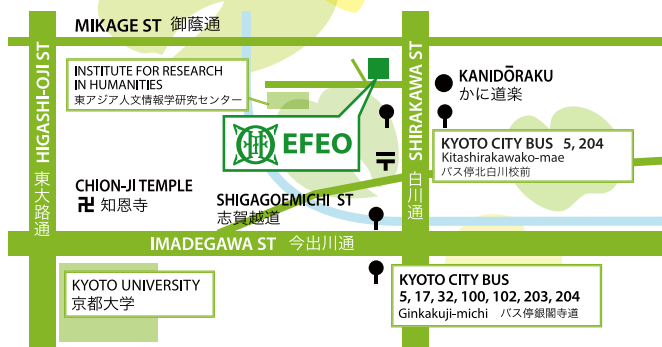 MIKAGE ST 御蔭通
HIGASHI-OJI ST 東大路通
INSTITUTE FOR RESEARCH
IN HUMANITIES
東アジア人文情報学研究センター
EFEO
SHIRAKAWA ST 白川通
KANIDŌRAKU
かに道楽
KYOTO CITY BUS 5, 204
Kitashirakawako-mae
バス停北白川校前
CHION-JI TEMPLE
卍 知恩寺
SHIGAGOEMICHI ST
志賀越道
〒
IMADEGAWA ST 今出川通
KYOTO UNIVERSITY
京都大学
KYOTO CITY BUS
5, 17, 32, 100, 102, 203, 204
Ginkakuji-michi バス停銀閣寺道